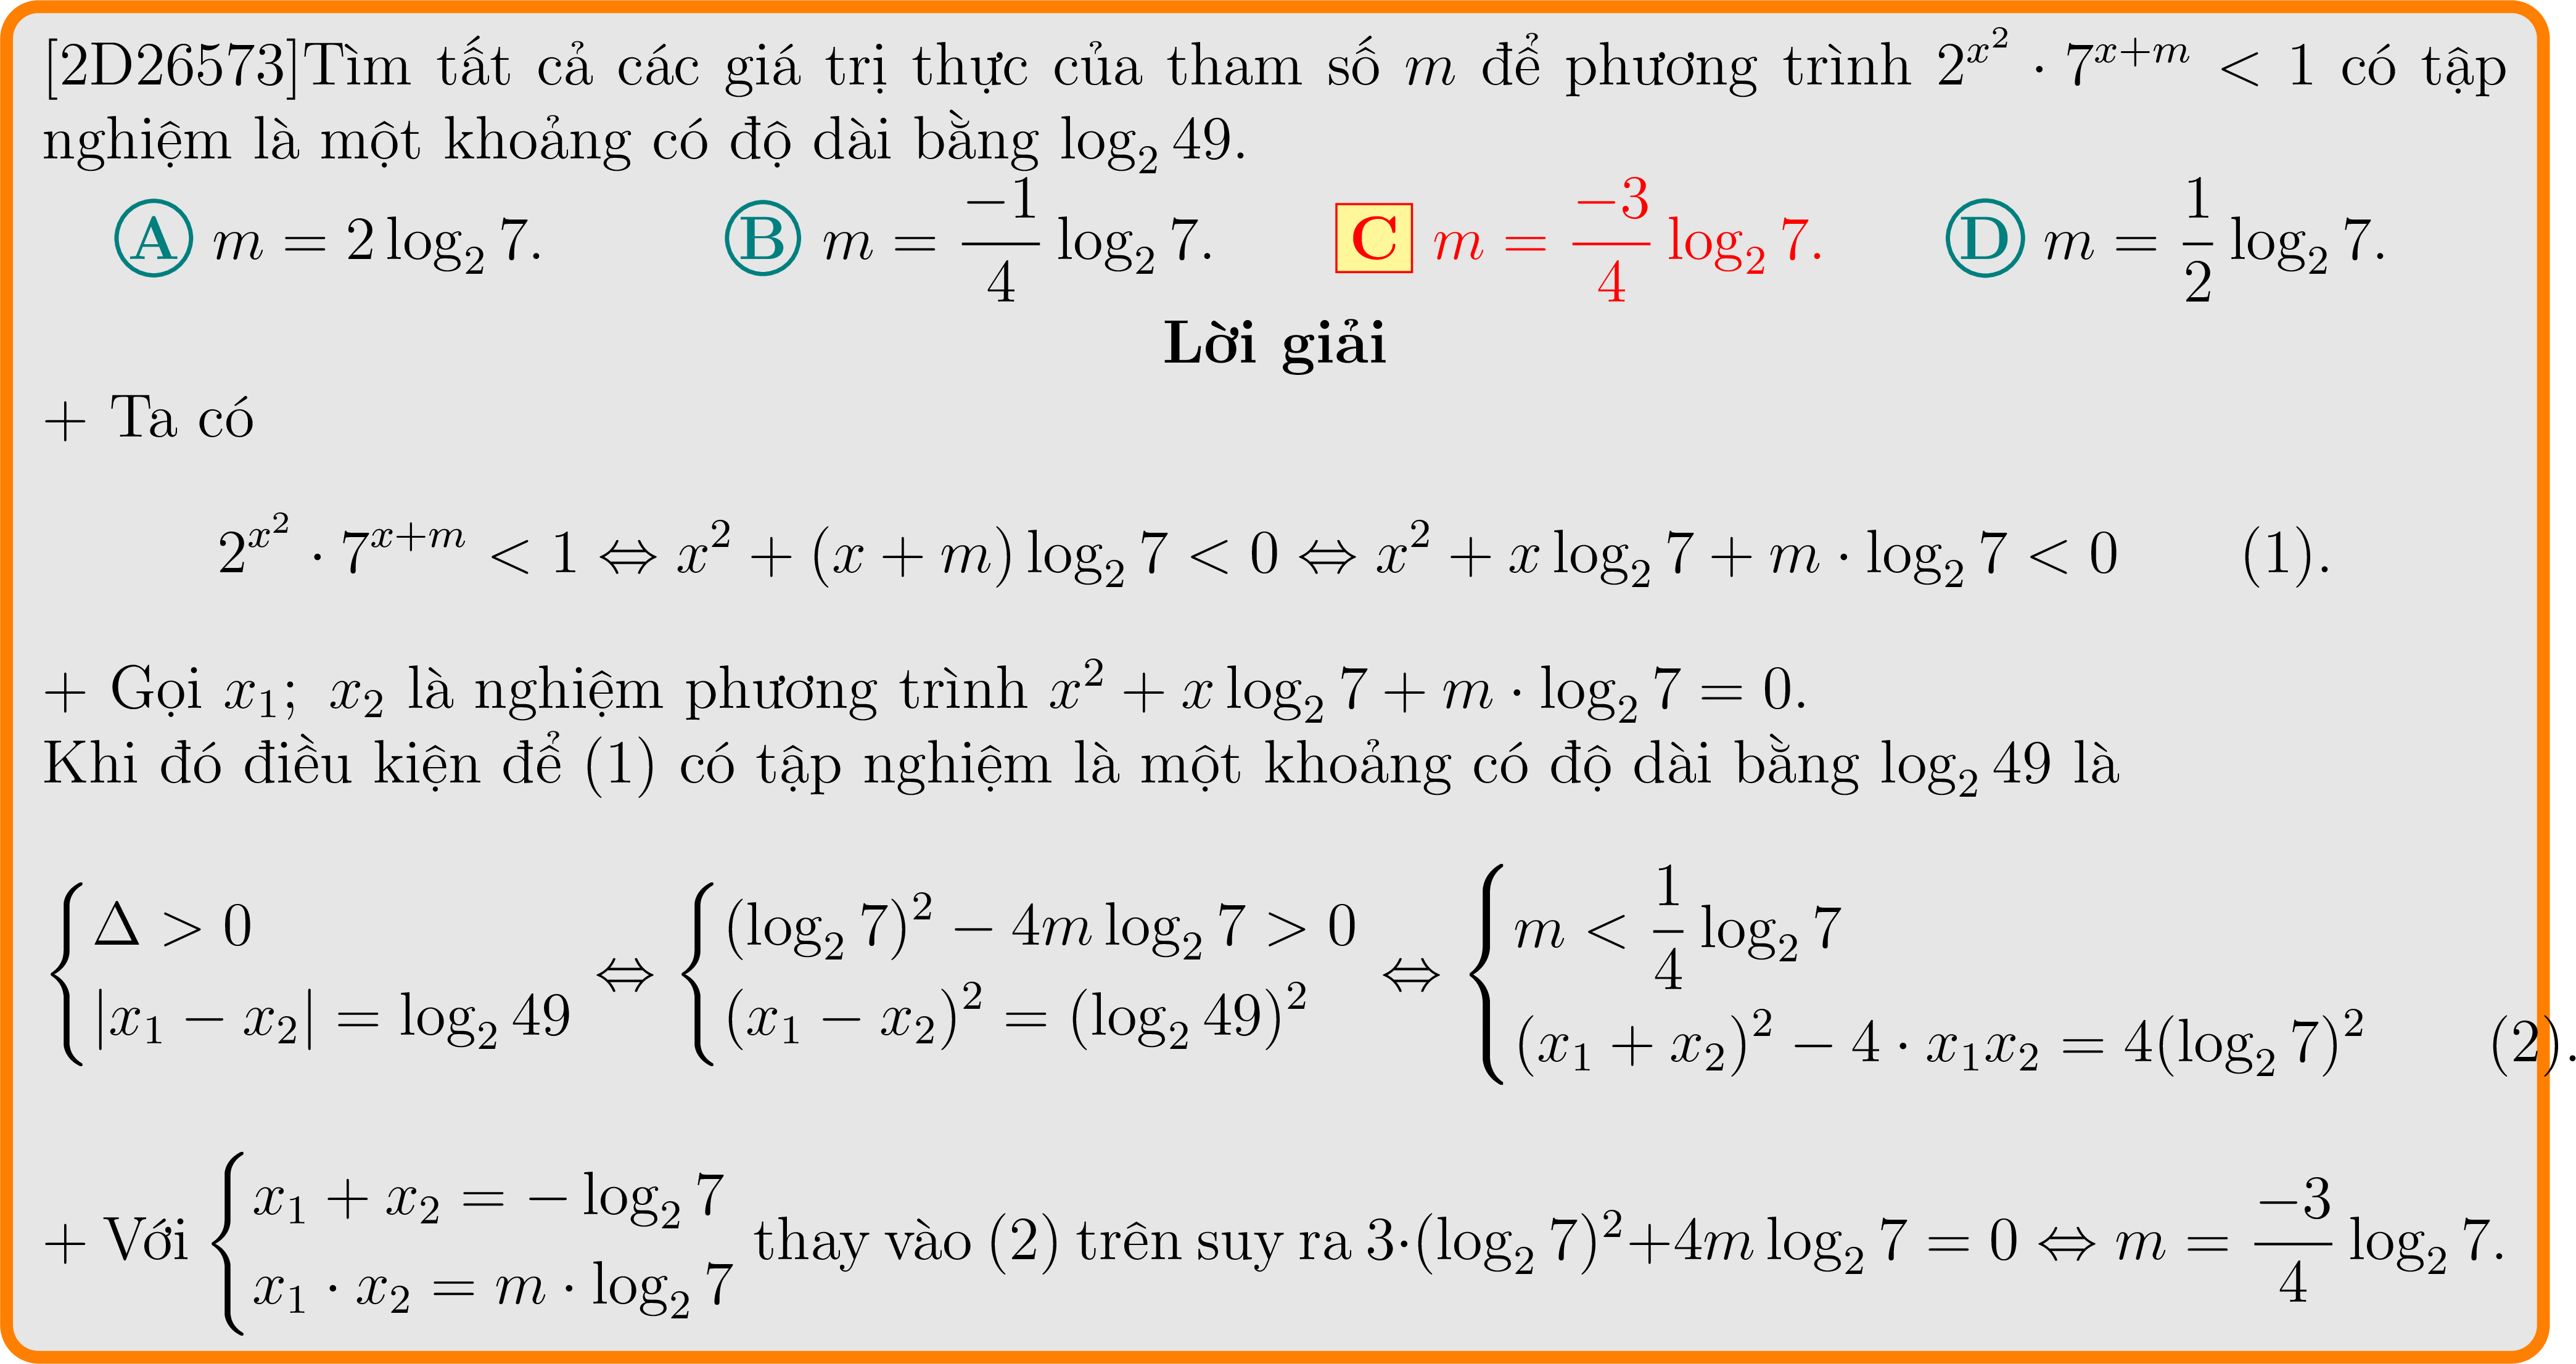 [2D26573]Tìm tất cả các giá trị thực của tham số $m$ để phương trình $2^{x^2} \cdot 7^{x+m} < 1$ có tập
nghiệm là một khoảng có độ dài bằng $\log_2 49$.
A $m = 2\log_2 7$. B $m = \frac{-1}{4}\log_2 7$. C $m = \frac{-3}{4}\log_2 7$. D $m = \frac{1}{2}\log_2 7$.
Lời giải
+ Ta có
$2^{x^2} \cdot 7^{x+m} < 1 \Leftrightarrow x^2 + (x + m)\log_2 7 < 0 \Leftrightarrow x^2 + x\log_2 7 + m \cdot \log_2 7 < 0 \quad (1).$
+ Gọi $x_1$; $x_2$ là nghiệm phương trình $x^2 + x\log_2 7 + m \cdot \log_2 7 = 0$.
Khi đó điều kiện để (1) có tập nghiệm là một khoảng có độ dài bằng $\log_2 49$ là
$\begin{cases} \Delta > 0 \\ |x_1 - x_2| = \log_2 49 \end{cases} \Leftrightarrow \begin{cases} (\log_2 7)^2 - 4m\log_2 7 > 0 \\ (x_1 - x_2)^2 = (\log_2 49)^2 \end{cases} \Leftrightarrow \begin{cases} m < \frac{1}{4}\log_2 7 \\ (x_1 + x_2)^2 - 4 \cdot x_1x_2 = 4(\log_2 7)^2 \quad (2). \end{cases}$
+ Với $\begin{cases} x_1 + x_2 = -\log_2 7 \\ x_1 \cdot x_2 = m \cdot \log_2 7 \end{cases}$ thay vào (2) trên suy ra $3 \cdot (\log_2 7)^2 + 4m\log_2 7 = 0 \Leftrightarrow m = \frac{-3}{4}\log_2 7$.